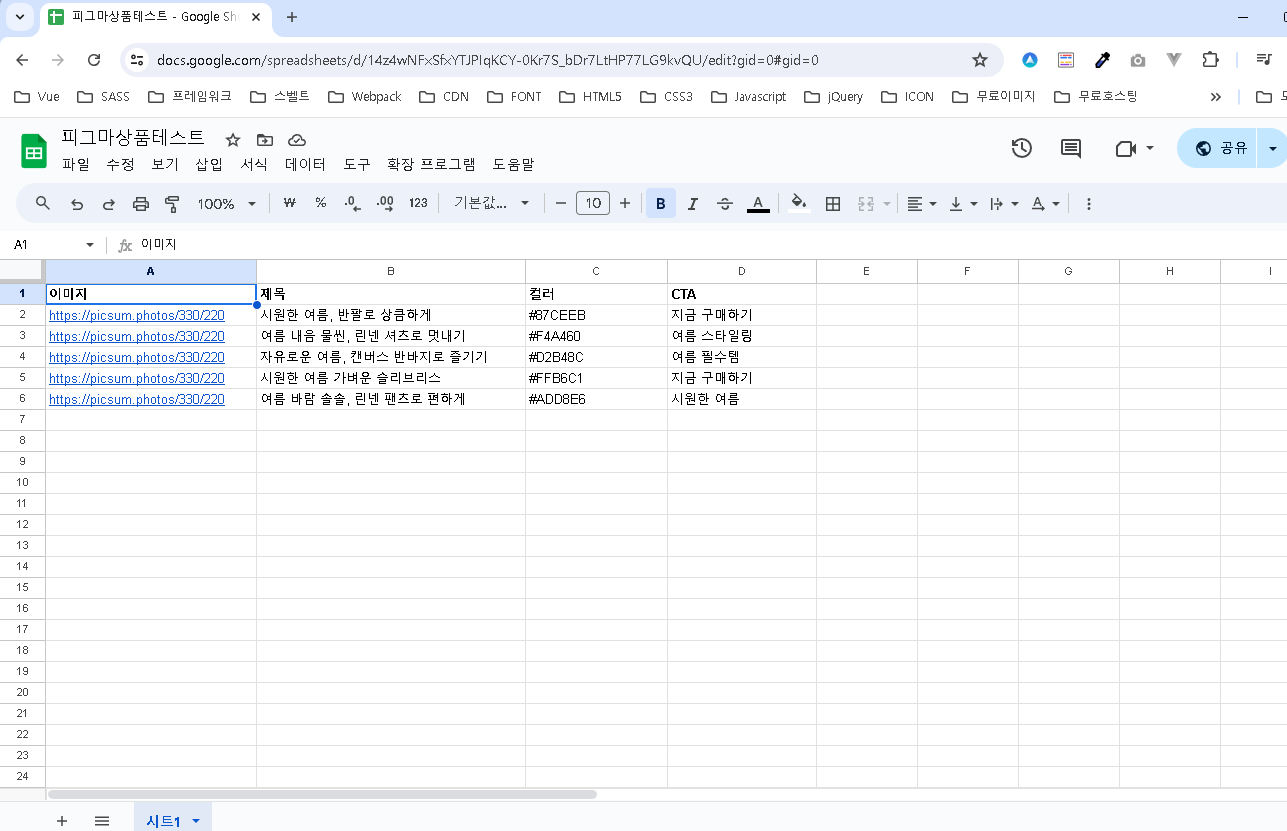 피그마상품테스트 - Google Sh
docs.google.com/spreadsheets/d/14z4wNFxSfxYTJPIqKCY-0Kr7S_bDr7LtHP77LG9kvQU/edit?gid=0#gid=0
Vue SASS 프레임워크 스벨트 Webpack CDN FONT HTML5 CSS3 Javascript jQuery ICON 무료이미지 무료호스팅
피그마상품테스트
파일 수정 보기 삽입 서식 데이터 도구 확장 프로그램 도움말
공유
100% ₩ % .0 .00 123 기본값... 10 B I A
A1 fx 이미지
A B C D E F G H I
1 이미지 제목 컬러 CTA
2 https://picsum.photos/330/220 시원한 여름, 반팔로 상큼하게 #87CEEB 지금 구매하기
3 https://picsum.photos/330/220 여름 내음 물씬, 린넨 셔츠로 멋내기 #F4A460 여름 스타일링
4 https://picsum.photos/330/220 자유로운 여름, 캔버스 반바지로 즐기기 #D2B48C 여름 필수템
5 https://picsum.photos/330/220 시원한 여름 가벼운 슬리브리스 #FFB6C1 지금 구매하기
6 https://picsum.photos/330/220 여름 바람 솔솔, 린넨 팬츠로 편하게 #ADD8E6 시원한 여름
7
8
9
10
11
12
13
14
15
16
17
18
19
20
21
22
23
24
시트1